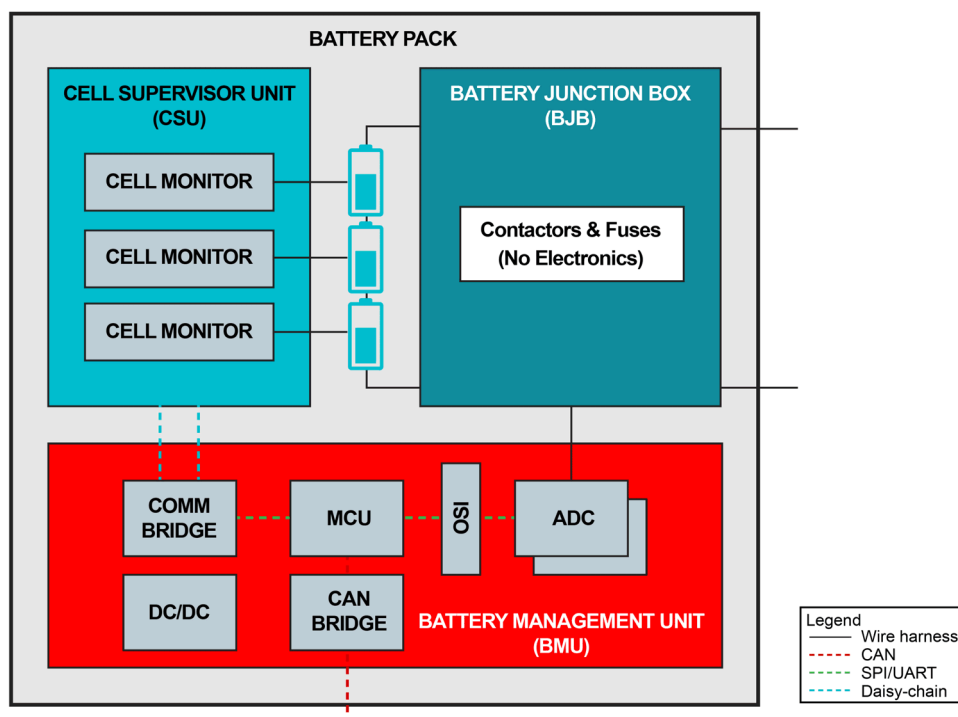 BATTERY PACK
CELL SUPERVISOR UNIT
(CSU)
CELL MONITOR
CELL MONITOR
CELL MONITOR
BATTERY JUNCTION BOX
(BJB)
Contactors & Fuses
(No Electronics)
COMM
BRIDGE
MCU
OSI
ADC
DC/DC
CAN
BRIDGE
BATTERY MANAGEMENT UNIT
(BMU)
Legend
Wire harness
CAN
SPI/UART
Daisy-chain